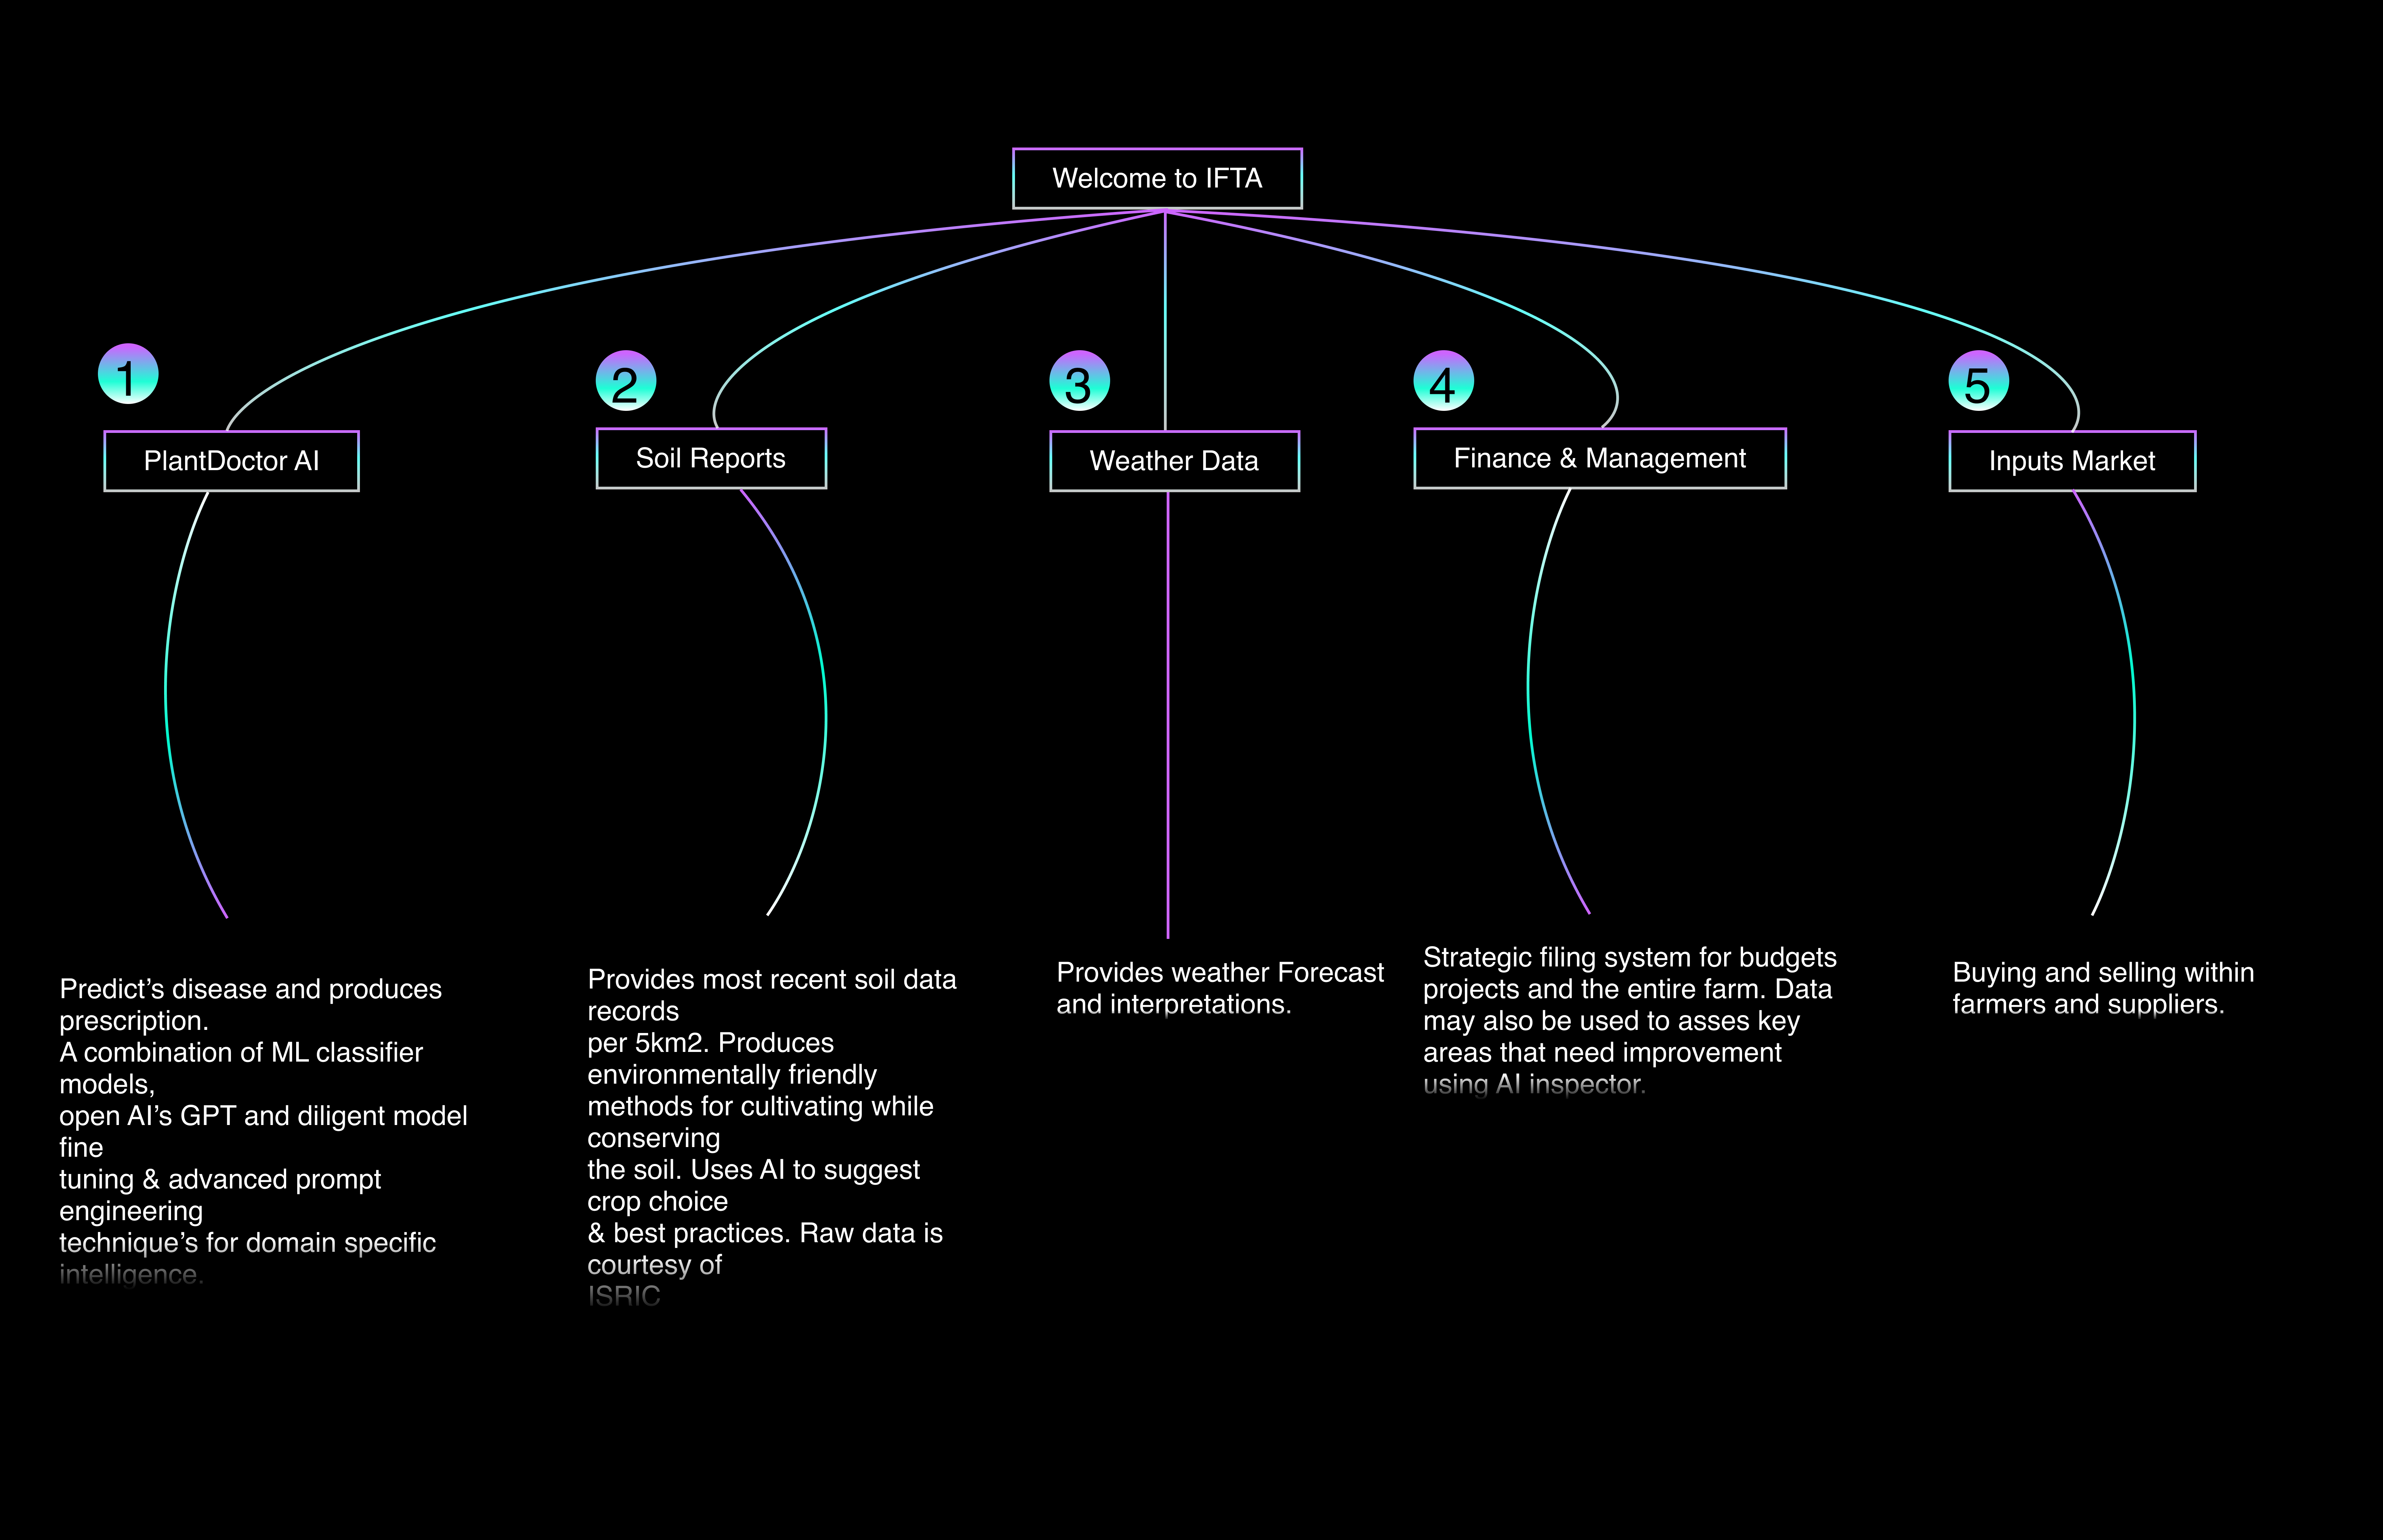 Welcome to IFTA
1
PlantDoctor AI
2
Soil Reports
3
Weather Data
4
Finance & Management
5
Inputs Market
Predict’s disease and produces
prescription.
A combination of ML classifier
models,
open AI’s GPT and diligent model
fine
tuning & advanced prompt
engineering
technique’s for domain specific
intelligence.
Provides most recent soil data
records
per 5km2. Produces
environmentally friendly
methods for cultivating while
conserving
the soil. Uses AI to suggest
crop choice
& best practices. Raw data is
courtesy of
ISRIC
Provides weather Forecast
and interpretations.
Strategic filing system for budgets
projects and the entire farm. Data
may also be used to asses key
areas that need improvement
using AI inspector.
Buying and selling within
farmers and suppliers.